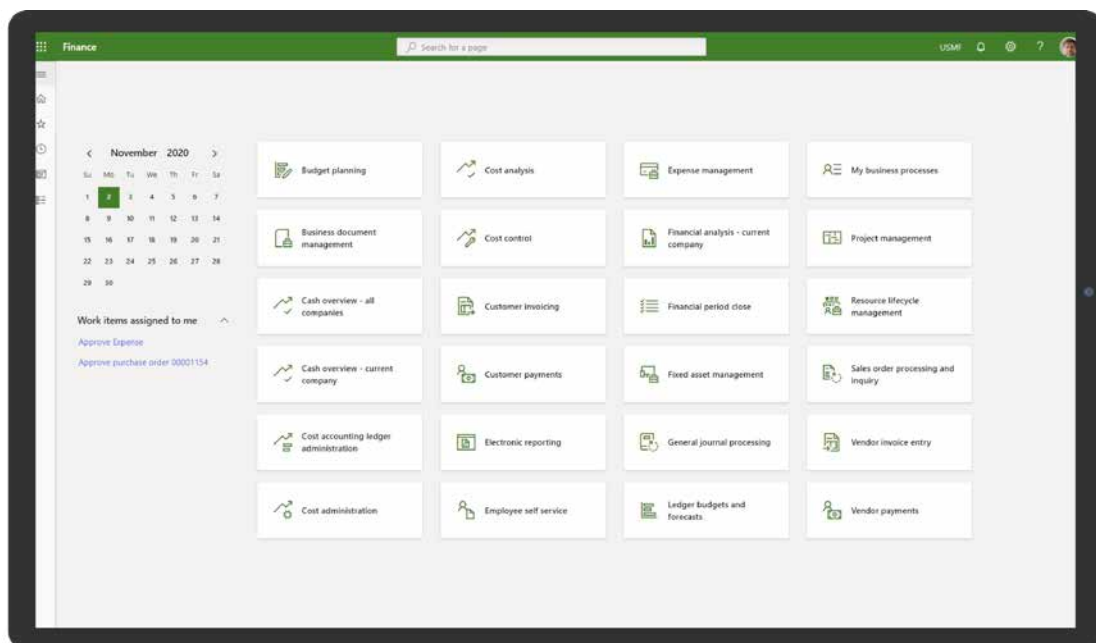 Finance
Search for a page
USMF
?
November 2020
Su Mo Tu We Th Fr Sa
1 2 3 4 5 6 7
8 9 10 11 12 13 14
15 16 17 18 19 20 21
22 23 24 25 26 27 28
29 30
Work items assigned to me
Approve Expense
Approve purchase order 00001154
Budget planning
Cost analysis
Expense management
My business processes
Business document
management
Cost control
Financial analysis - current
company
Project management
Cash overview - all
companies
Customer invoicing
Financial period close
Resource lifecycle
management
Cash overview - current
company
Customer payments
Fixed asset management
Sales order processing and
inquiry
Cost accounting ledger
administration
Electronic reporting
General journal processing
Vendor invoice entry
Cost administration
Employee self service
Ledger budgets and
forecasts
Vendor payments